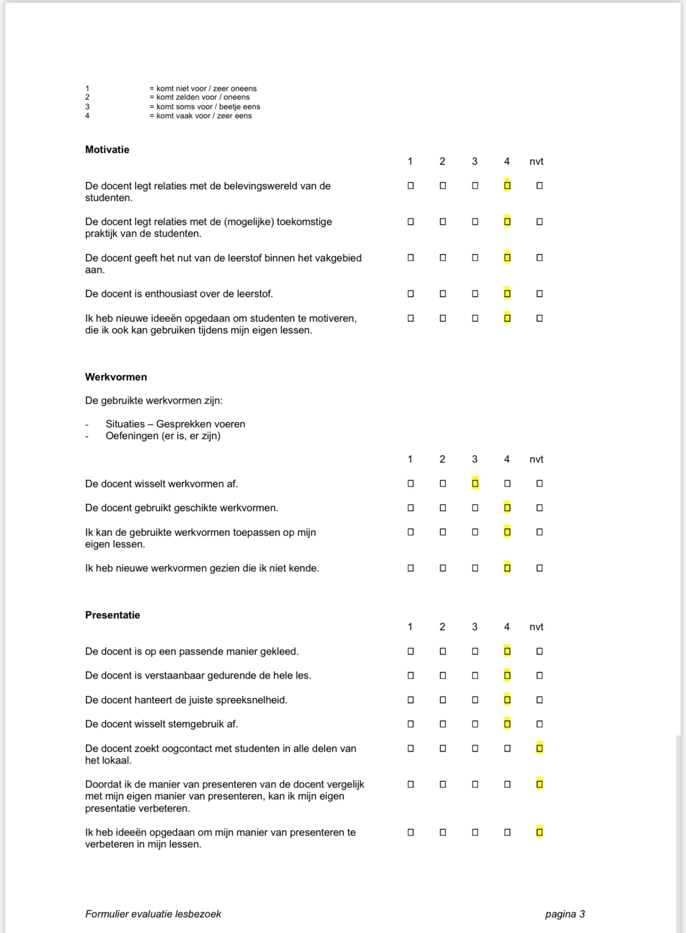 1 = komt niet voor / zeer oneens
2 = komt zelden voor / oneens
3 = komt soms voor / beetje eens
4 = komt vaak voor / zeer eens
Motivatie
1 2 3 4 nvt
De docent legt relaties met de belevingswereld van de
studenten.
De docent legt relaties met de (mogelijke) toekomstige
praktijk van de studenten.
De docent geeft het nut van de leerstof binnen het vakgebied
aan.
De docent is enthousiast over de leerstof.
Ik heb nieuwe ideeën opgedaan om studenten te motiveren,
die ik ook kan gebruiken tijdens mijn eigen lessen.
Werkvormen
De gebruikte werkvormen zijn:
- Situaties – Gesprekken voeren
- Oefeningen (er is, er zijn)
1 2 3 4 nvt
De docent wisselt werkvormen af.
De docent gebruikt geschikte werkvormen.
Ik kan de gebruikte werkvormen toepassen op mijn
eigen lessen.
Ik heb nieuwe werkvormen gezien die ik niet kende.
Presentatie
1 2 3 4 nvt
De docent is op een passende manier gekleed.
De docent is verstaanbaar gedurende de hele les.
De docent hanteert de juiste spreeksnelheid.
De docent wisselt stemgebruik af.
De docent zoekt oogcontact met studenten in alle delen van
het lokaal.
Doordat ik de manier van presenteren van de docent vergelijk
met mijn eigen manier van presenteren, kan ik mijn eigen
presentatie verbeteren.
Ik heb ideeën opgedaan om mijn manier van presenteren te
verbeteren in mijn lessen.
Formulier evaluatie lesbezoek pagina 3